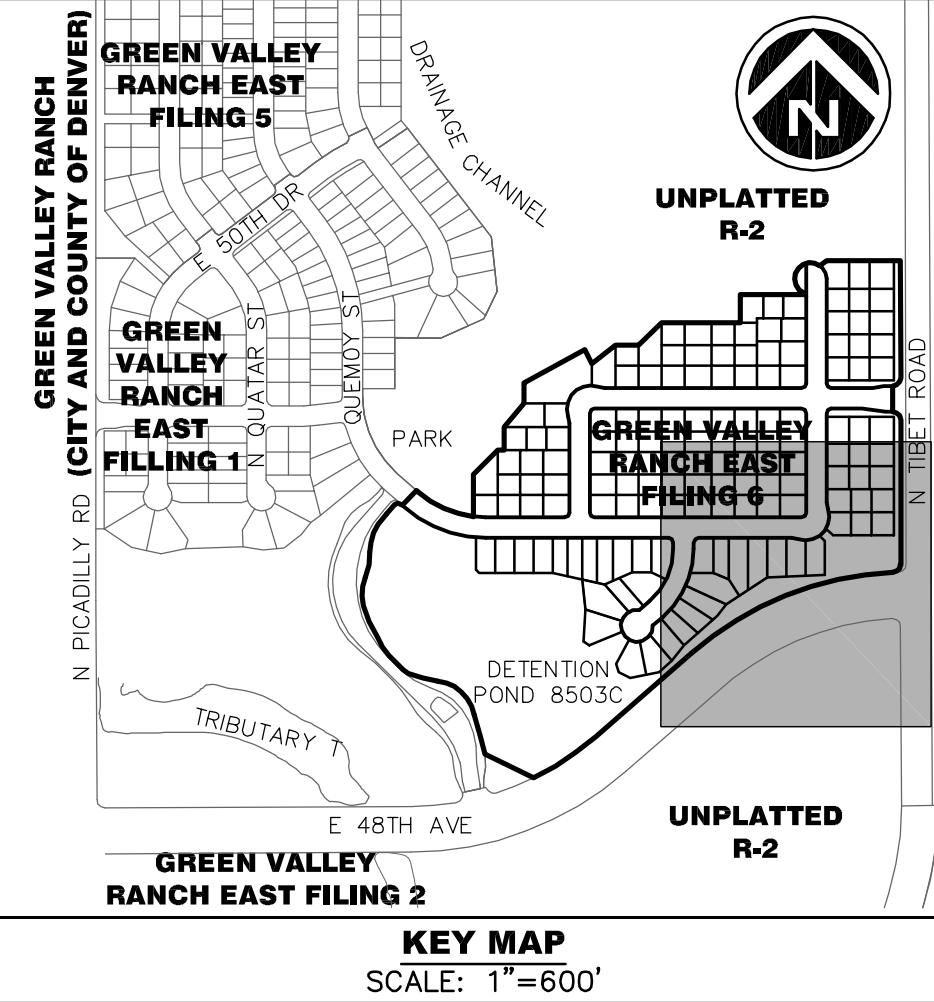 GREEN VALLEY RANCH
(CITY AND COUNTY OF DENVER)
GREEN VALLEY
RANCH EAST
FILING 5
DRAINAGE CHANNEL
N
UNPLATTED
R-2
E 50TH DR
GREEN
VALLEY
RANCH
EAST
FILLING 1
N QUATAR ST
QUEMOY ST
PARK
GREEN VALLEY
RANCH EAST
FILING 6
N TIBET ROAD
N PICADILLY RD
DETENTION
POND 8503C
TRIBUTARY T
E 48TH AVE
UNPLATTED
R-2
GREEN VALLEY
RANCH EAST FILING 2
KEY MAP
SCALE: 1"=600'